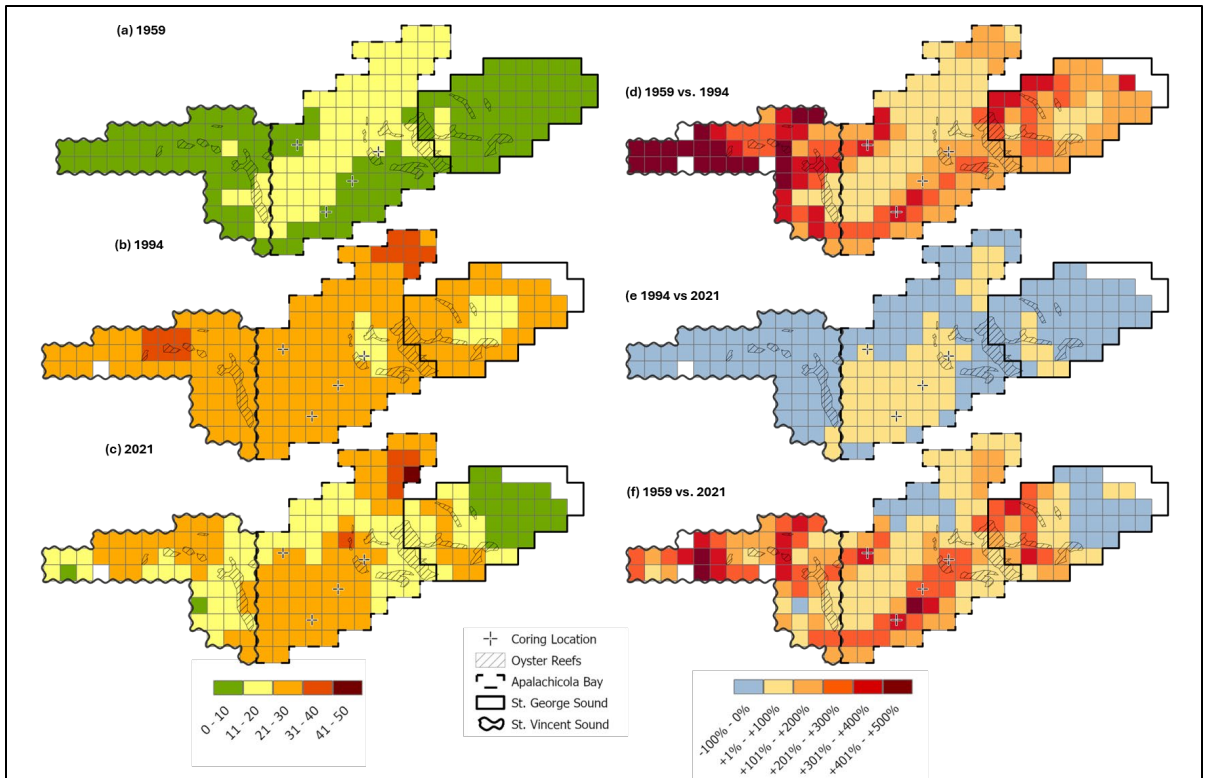 (a) 1959
(b) 1994
(c) 2021
(d) 1959 vs. 1994
(e 1994 vs 2021
(f) 1959 vs. 2021
Coring Location
Oyster Reefs
Apalachicola Bay
St. George Sound
St. Vincent Sound
0 - 10
11 - 20
21 - 30
31 - 40
41 - 50
-100% - 0%
+1% - +100%
+101% - +200%
+201% - +300%
+301% - +400%
+401% - +500%